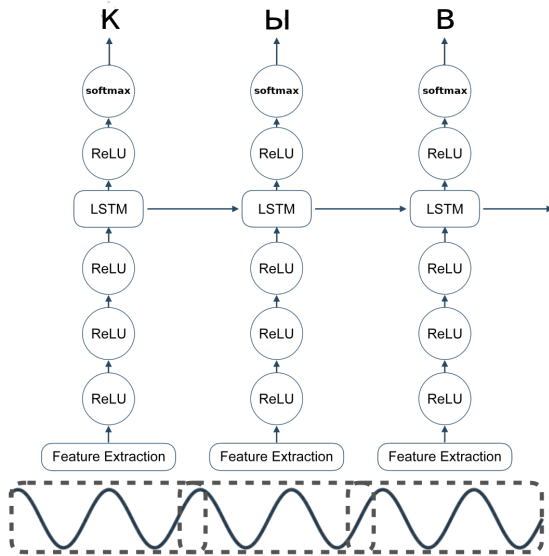 К Ы В
softmax softmax softmax
ReLU ReLU ReLU
LSTM LSTM LSTM
ReLU ReLU ReLU
ReLU ReLU ReLU
ReLU ReLU ReLU
Feature Extraction Feature Extraction Feature Extraction